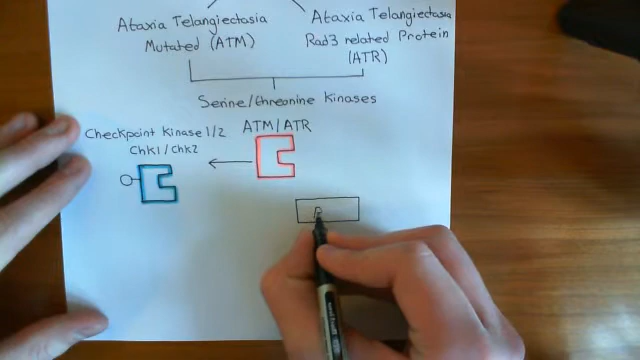 Ataxia Telangiectasia
Mutated (ATM)
Ataxia Telangiectasia
Rad3 related Protein
(ATR)
Serine/threonine Kinases
Checkpoint Kinase 1/2
Chk1/Chk2
ATM/ATR